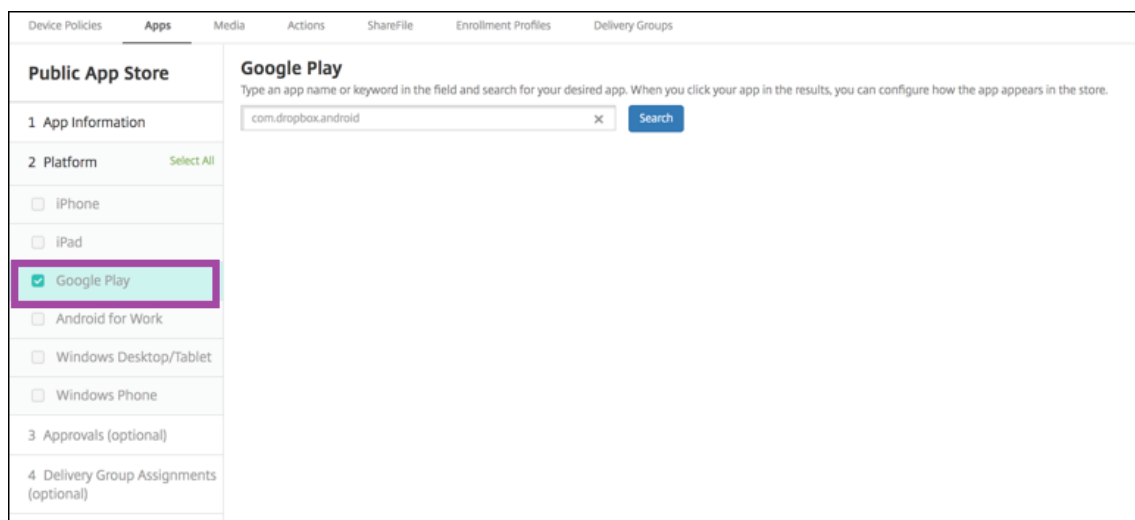 Device Policies Apps Media Actions ShareFile Enrollment Profiles Delivery Groups
Public App Store
1 App Information
2 Platform Select All
iPhone
iPad
Google Play
Android for Work
Windows Desktop/Tablet
Windows Phone
3 Approvals (optional)
4 Delivery Group Assignments
(optional)
Google Play
Type an app name or keyword in the field and search for your desired app. When you click your app in the results, you can configure how the app appears in the store.
com.dropbox.android Search